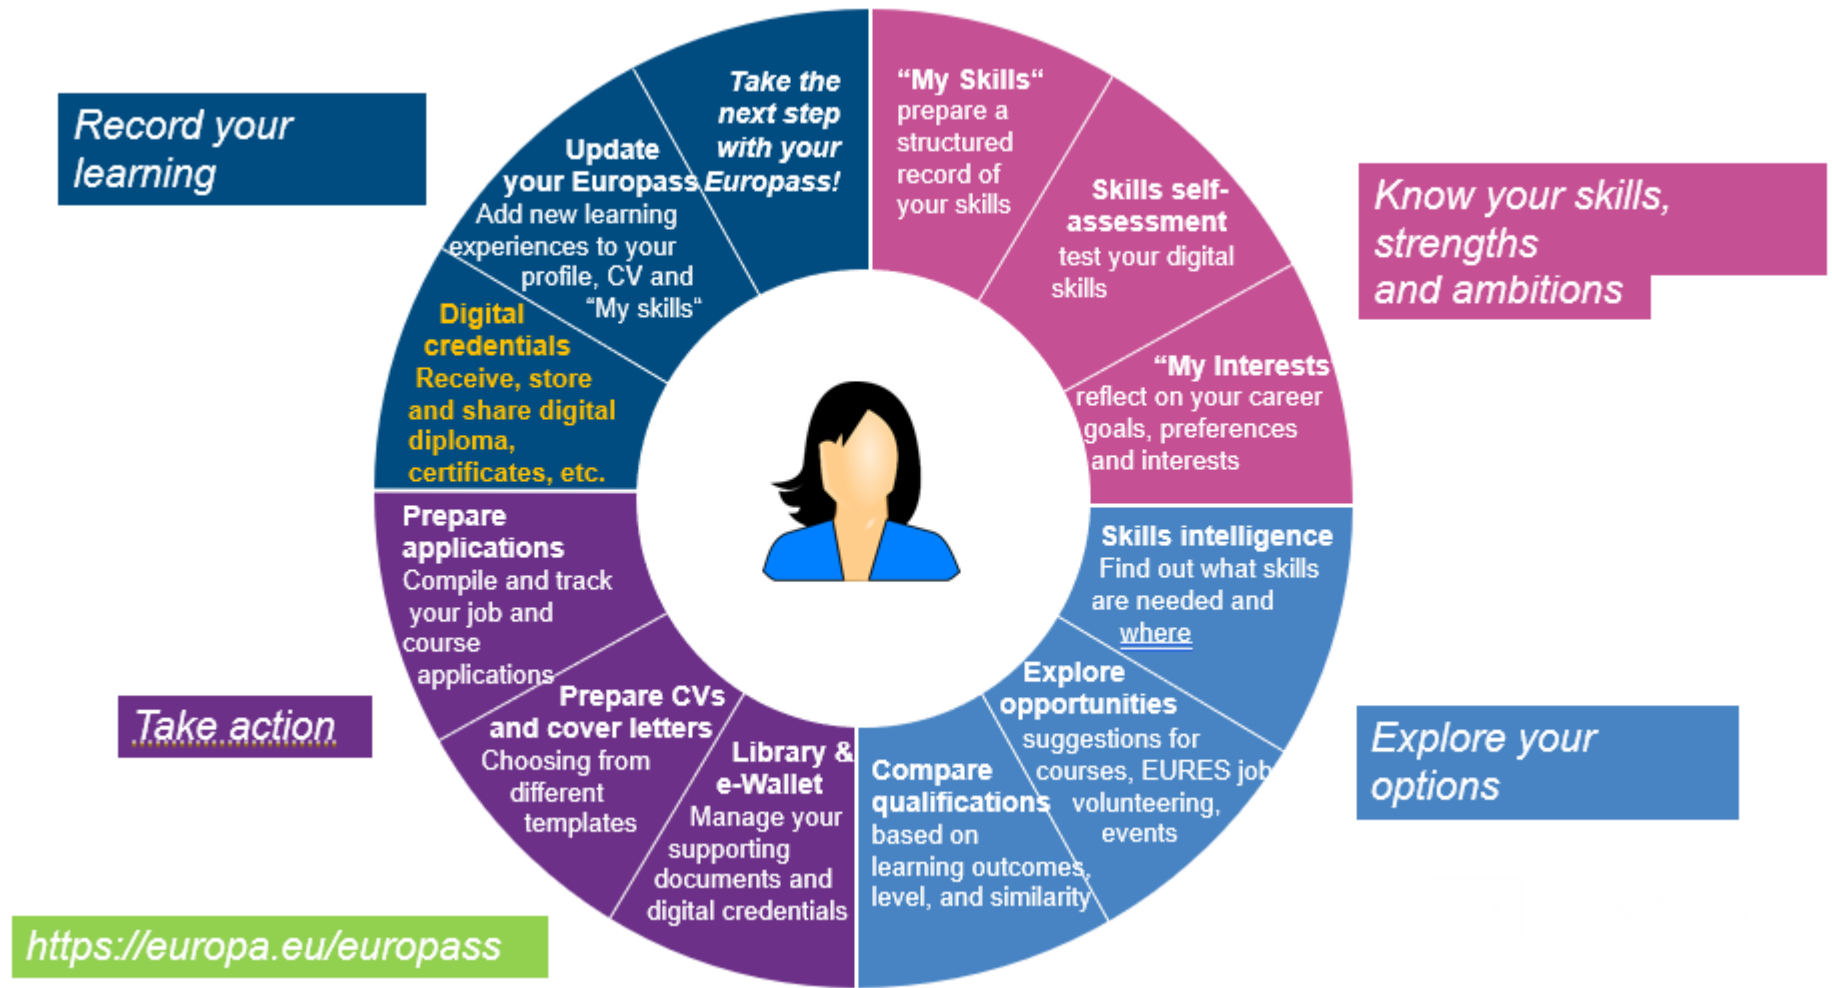 Record your
learning
Take the
next step
with your
Europass!
Update
your Europass
Add new learning
experiences to your
profile, CV and
“My skills“
Digital
credentials
Receive, store
and share digital
diploma,
certificates, etc.
“My Skills“
prepare a
structured
record of
your skills
Skills self-
assessment
test your digital
skills
“My Interests
reflect on your career
goals, preferences
and interests
Know your skills,
strengths
and ambitions
Skills intelligence
Find out what skills
are needed and
where
Explore
opportunities
suggestions for
courses, EURES job
volunteering,
events
Compare
qualifications
based on
learning outcomes,
level, and similarity
Explore your
options
Library &
e-Wallet
Manage your
supporting
documents and
digital credentials
Prepare CVs
and cover letters
Choosing from
different
templates
Prepare
applications
Compile and track
your job and
course
applications
Take action
https://europa.eu/europass